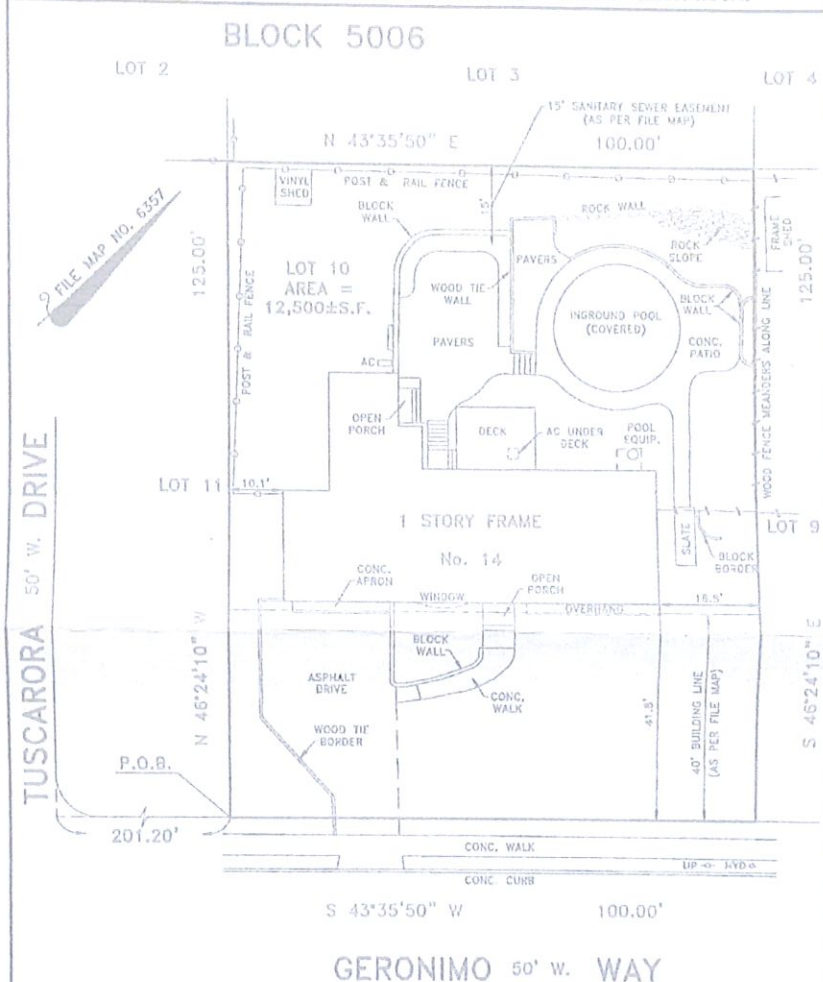 BLOCK 5006
LOT 2
LOT 3
LOT 4
15' SANITARY SEWER EASEMENT
(AS PER FILE MAP)
N 43°35'50" E
100.00'
VINYL
SHED
POST & RAIL FENCE
BLOCK
WALL
15'
ROCK WALL
ROCK
SLOPE
FRAME
SHED
FILE MAP NO. 6357
125.00'
POST & RAIL FENCE
LOT 10
AREA =
12,500±S.F.
WOOD TIE
WALL
PAVERS
PAVERS
INGROUND POOL
(COVERED)
BLOCK
WALL
CONC.
PATIO
125.00'
WOOD FENCE MEANDERS ALONG LINE
AC
OPEN
PORCH
DECK
AC UNDER
DECK
POOL
EQUIP.
LOT 11
10.1'
1 STORY FRAME
No. 14
SLATE
BLOCK
BORDER
LOT 9
CONC.
APRON
WINDOW
OPEN
PORCH
OVERHANG
16.5'
TUSCARORA 50' W. DRIVE
N 46°24'10" W
ASPHALT
DRIVE
BLOCK
WALL
CONC.
WALK
WOOD TIE
BORDER
41.5'
40' BUILDING LINE
(AS PER FILE MAP)
S 46°24'10" E
P.O.B.
201.20'
CONC. WALK
UP HYD
CONC. CURB
S 43°35'50" W
100.00'
GERONIMO 50' W. WAY